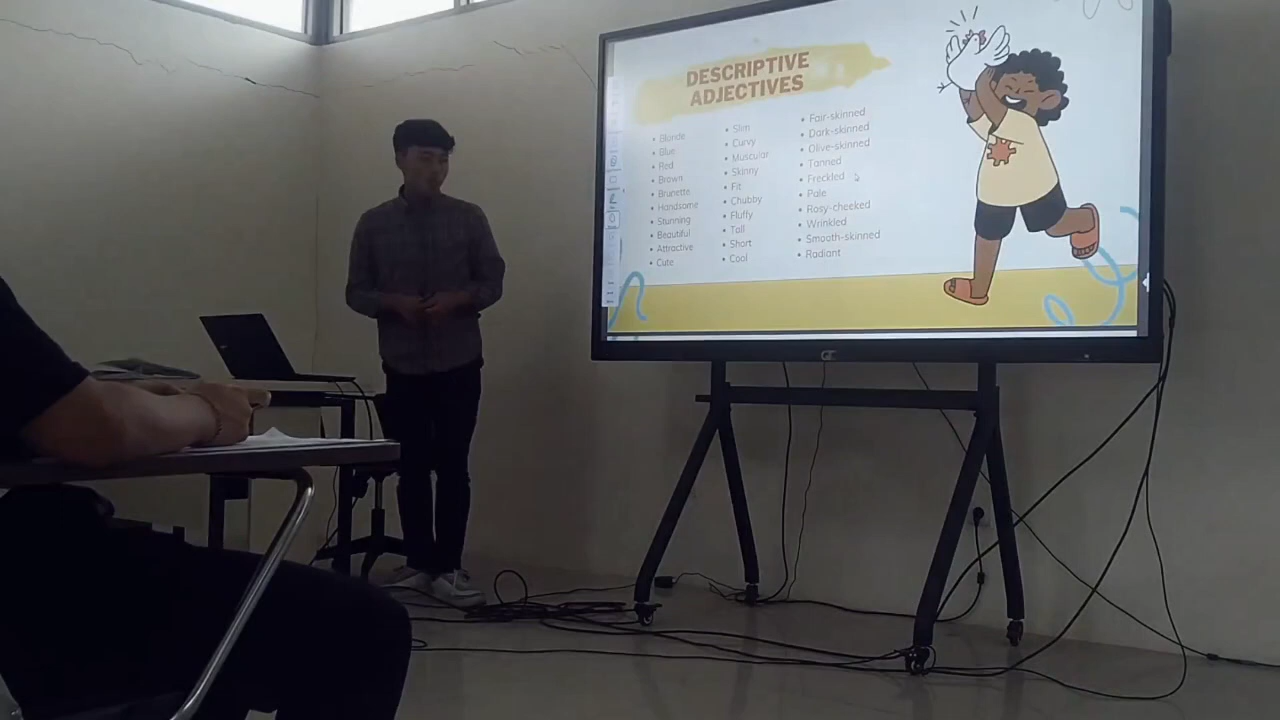 DESCRIPTIVE
ADJECTIVES
Blonde
Blue
Red
Brown
Brunette
Handsome
Stunning
Beautiful
Attractive
Cute
Slim
Curvy
Muscular
Skinny
Fit
Chubby
Fluffy
Tall
Short
Cool
Fair-skinned
Dark-skinned
Olive-skinned
Tanned
Freckled
Pale
Rosy-cheeked
Wrinkled
Smooth-skinned
Radiant